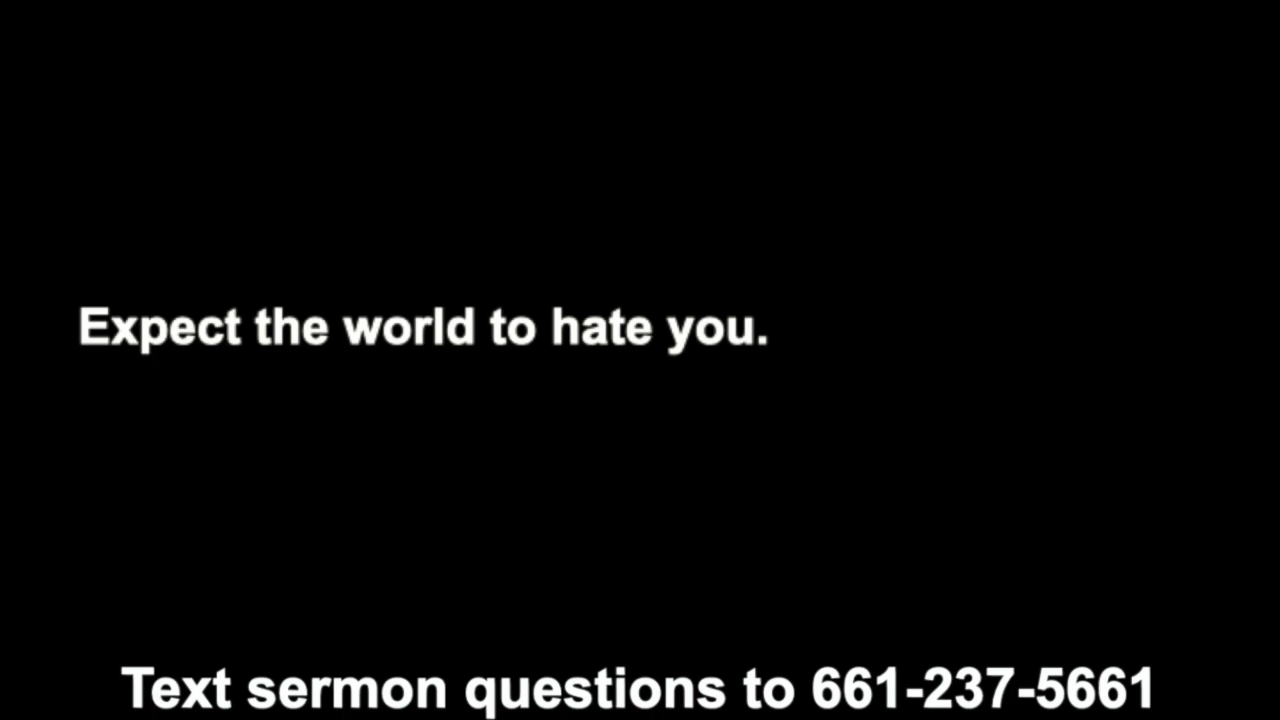 Expect the world to hate you.
Text sermon questions to 661-237-5661